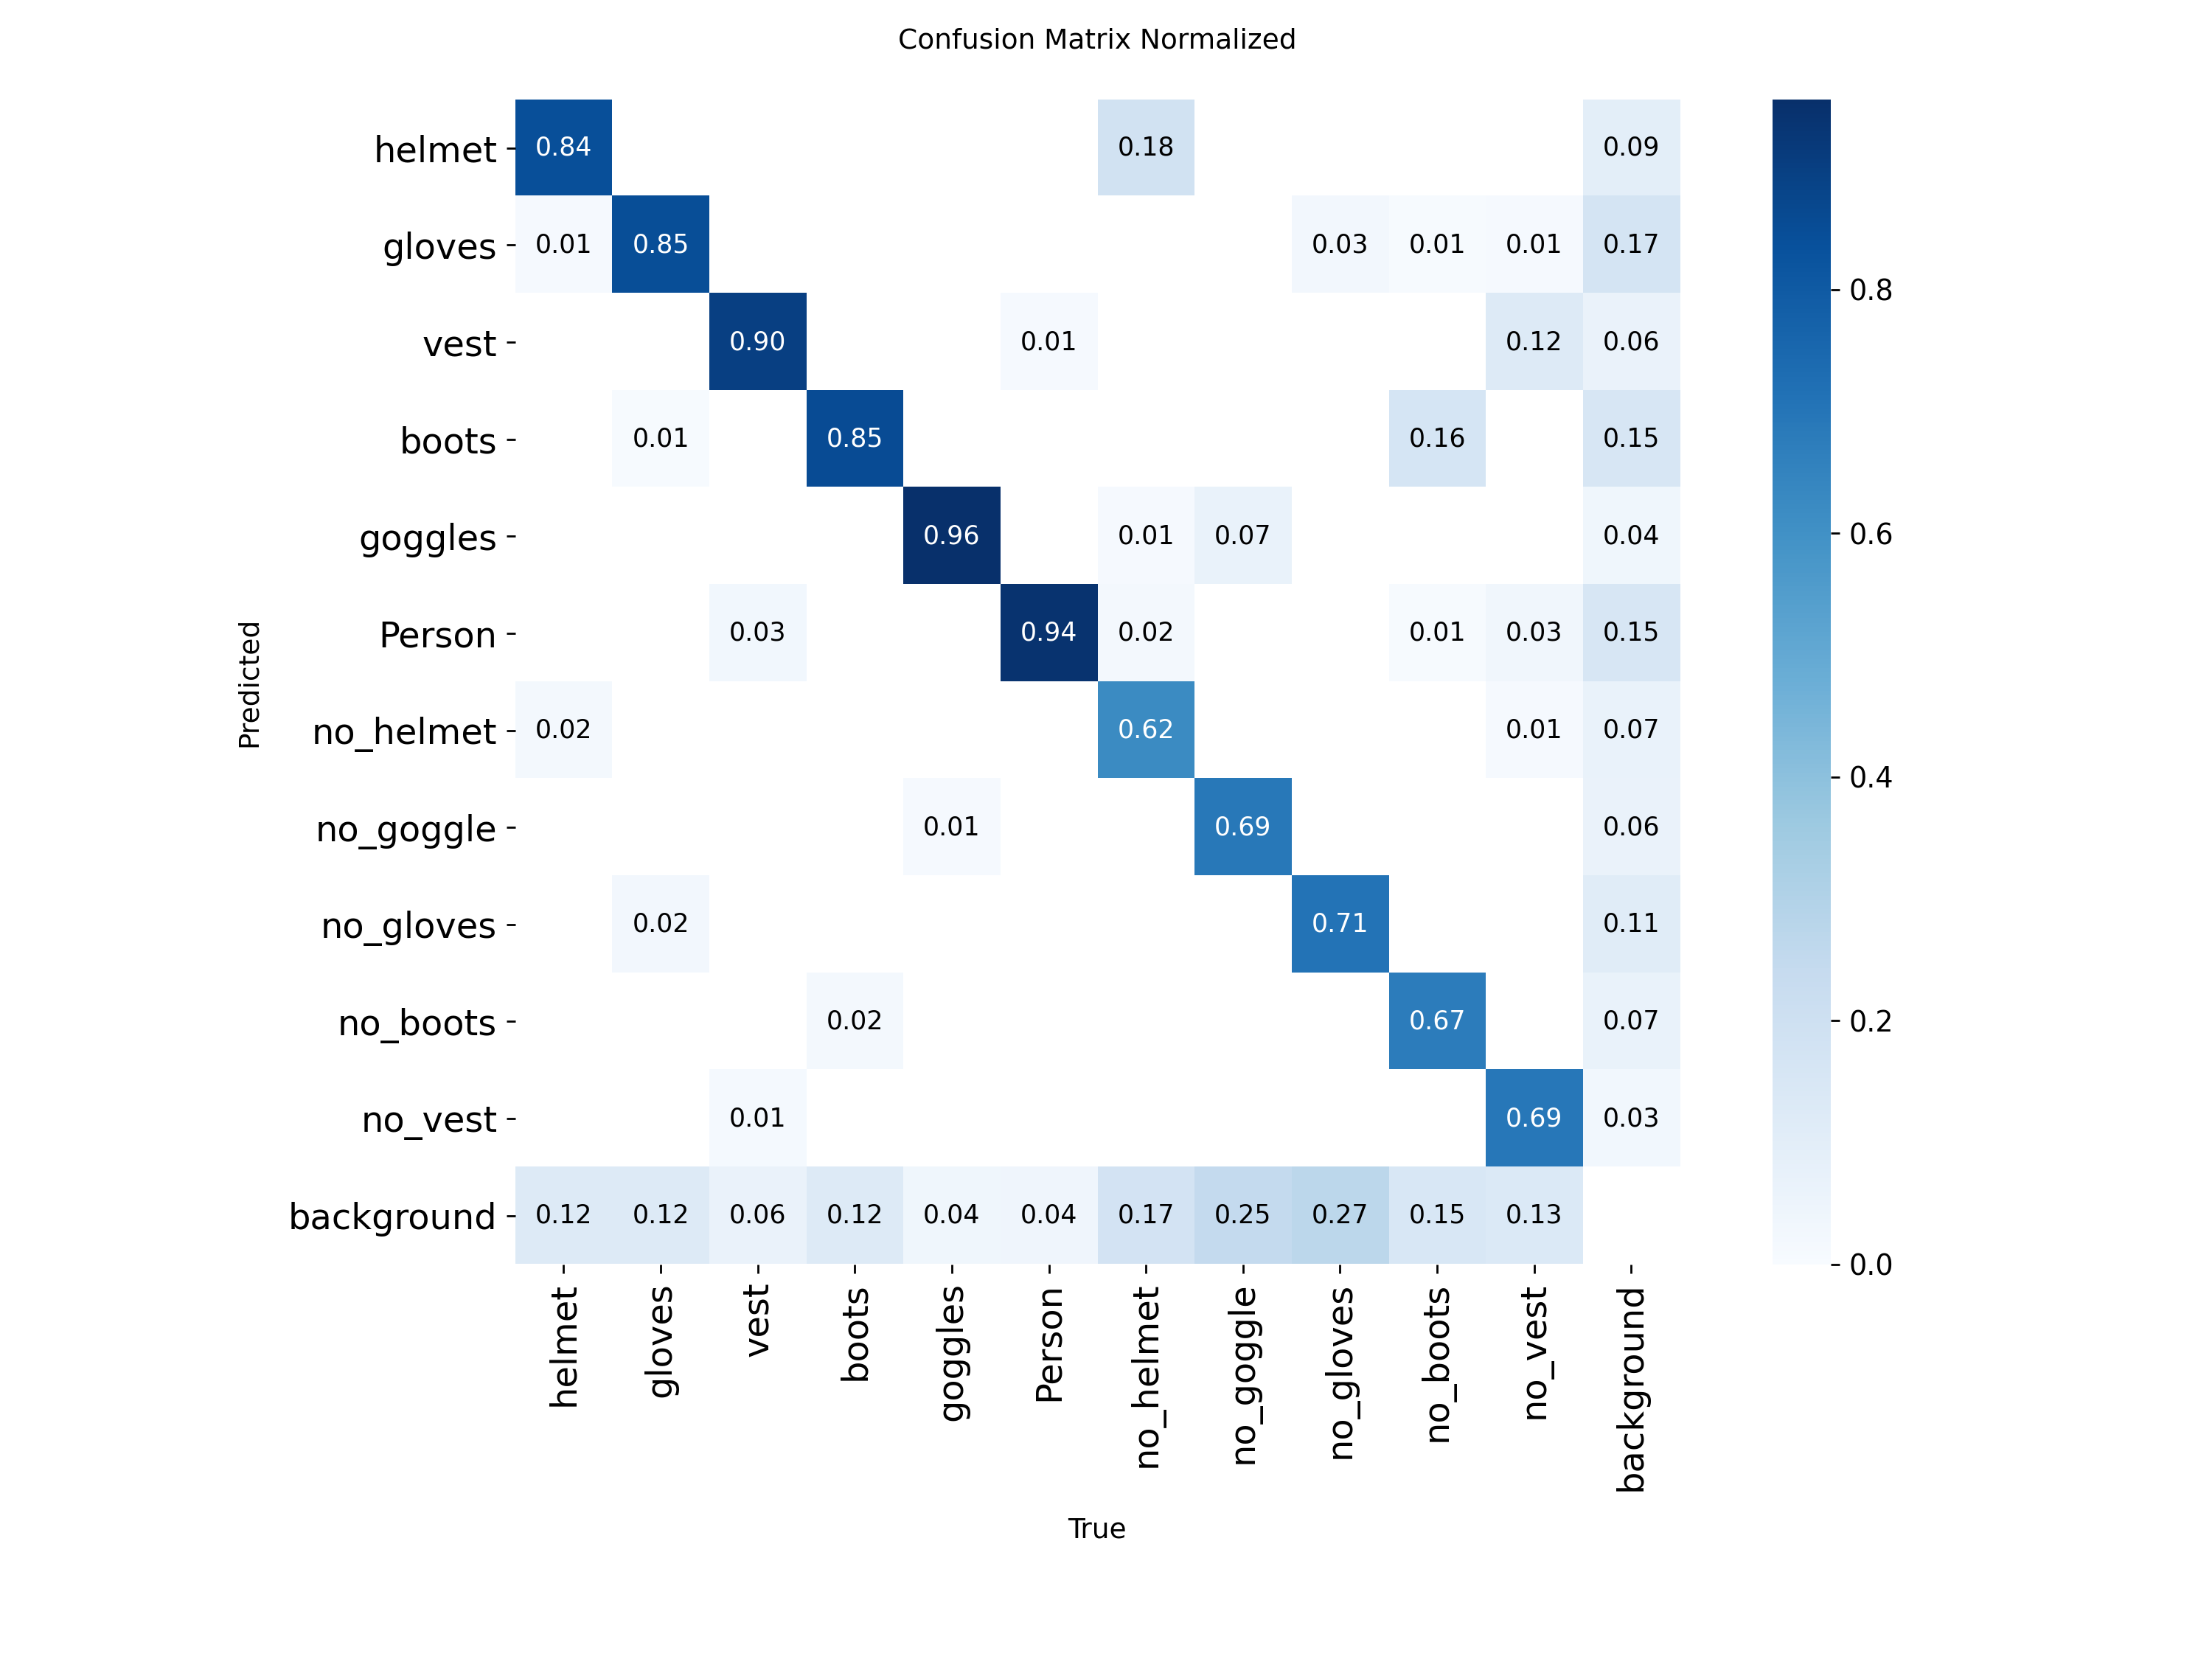 Confusion Matrix Normalized
helmet 0.84 0.18 0.09
gloves 0.01 0.85 0.03 0.01 0.01 0.17
0.8
vest 0.90 0.01 0.12 0.06
boots 0.01 0.85 0.16 0.15
goggles 0.96 0.01 0.07 0.04
0.6
Person 0.03 0.94 0.02 0.01 0.03 0.15
Predicted
no_helmet 0.02 0.62 0.01 0.07
0.4
no_goggle 0.01 0.69 0.06
no_gloves 0.02 0.71 0.11
no_boots 0.02 0.67 0.07
0.2
no_vest 0.01 0.69 0.03
background 0.12 0.12 0.06 0.12 0.04 0.04 0.17 0.25 0.27 0.15 0.13
0.0
helmet
gloves
vest
boots
goggles
Person
no_helmet
no_goggle
no_gloves
no_boots
no_vest
background
True